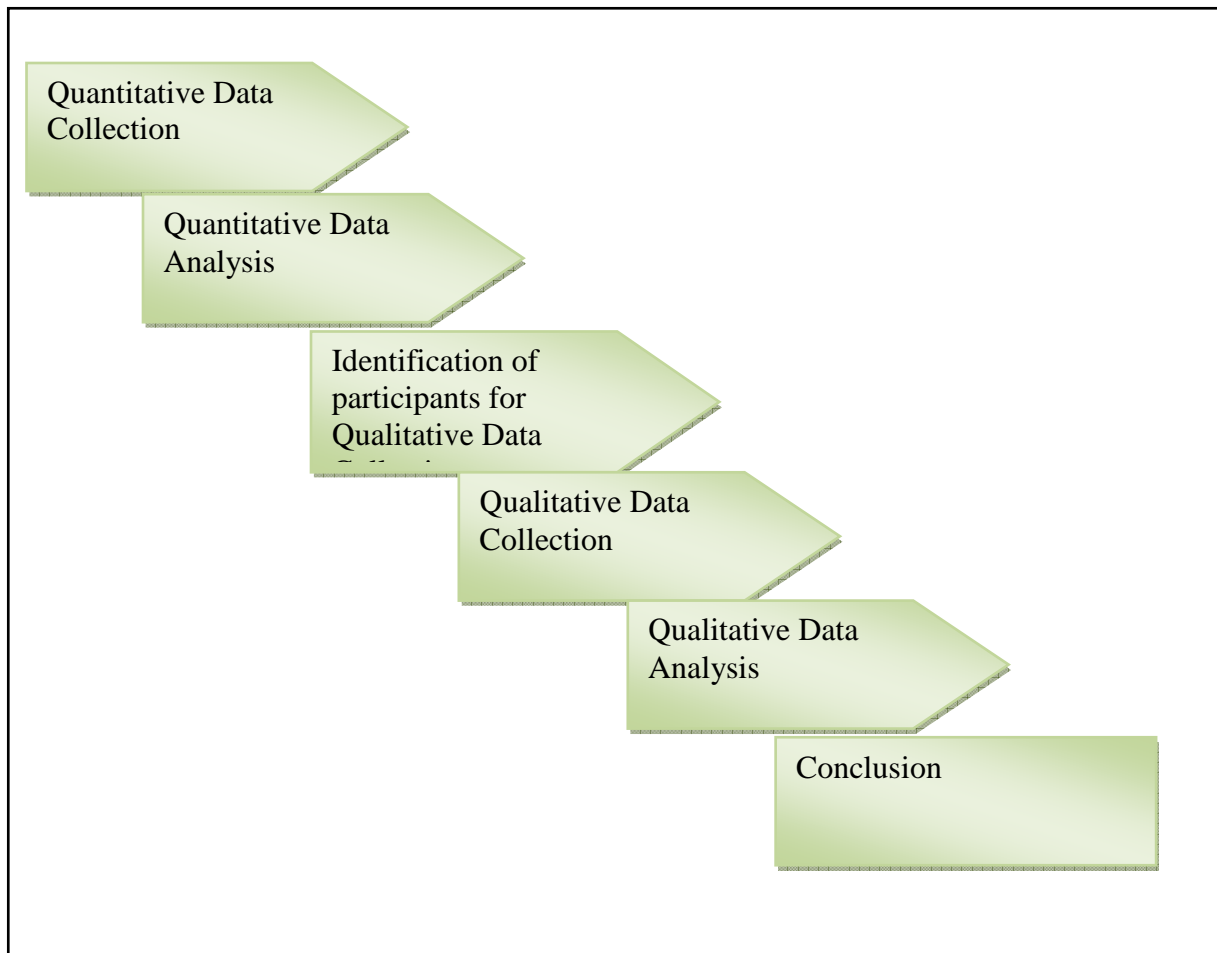 Quantitative Data
Collection
Quantitative Data
Analysis
Identification of
participants for
Qualitative Data
Qualitative Data
Collection
Qualitative Data
Analysis
Conclusion